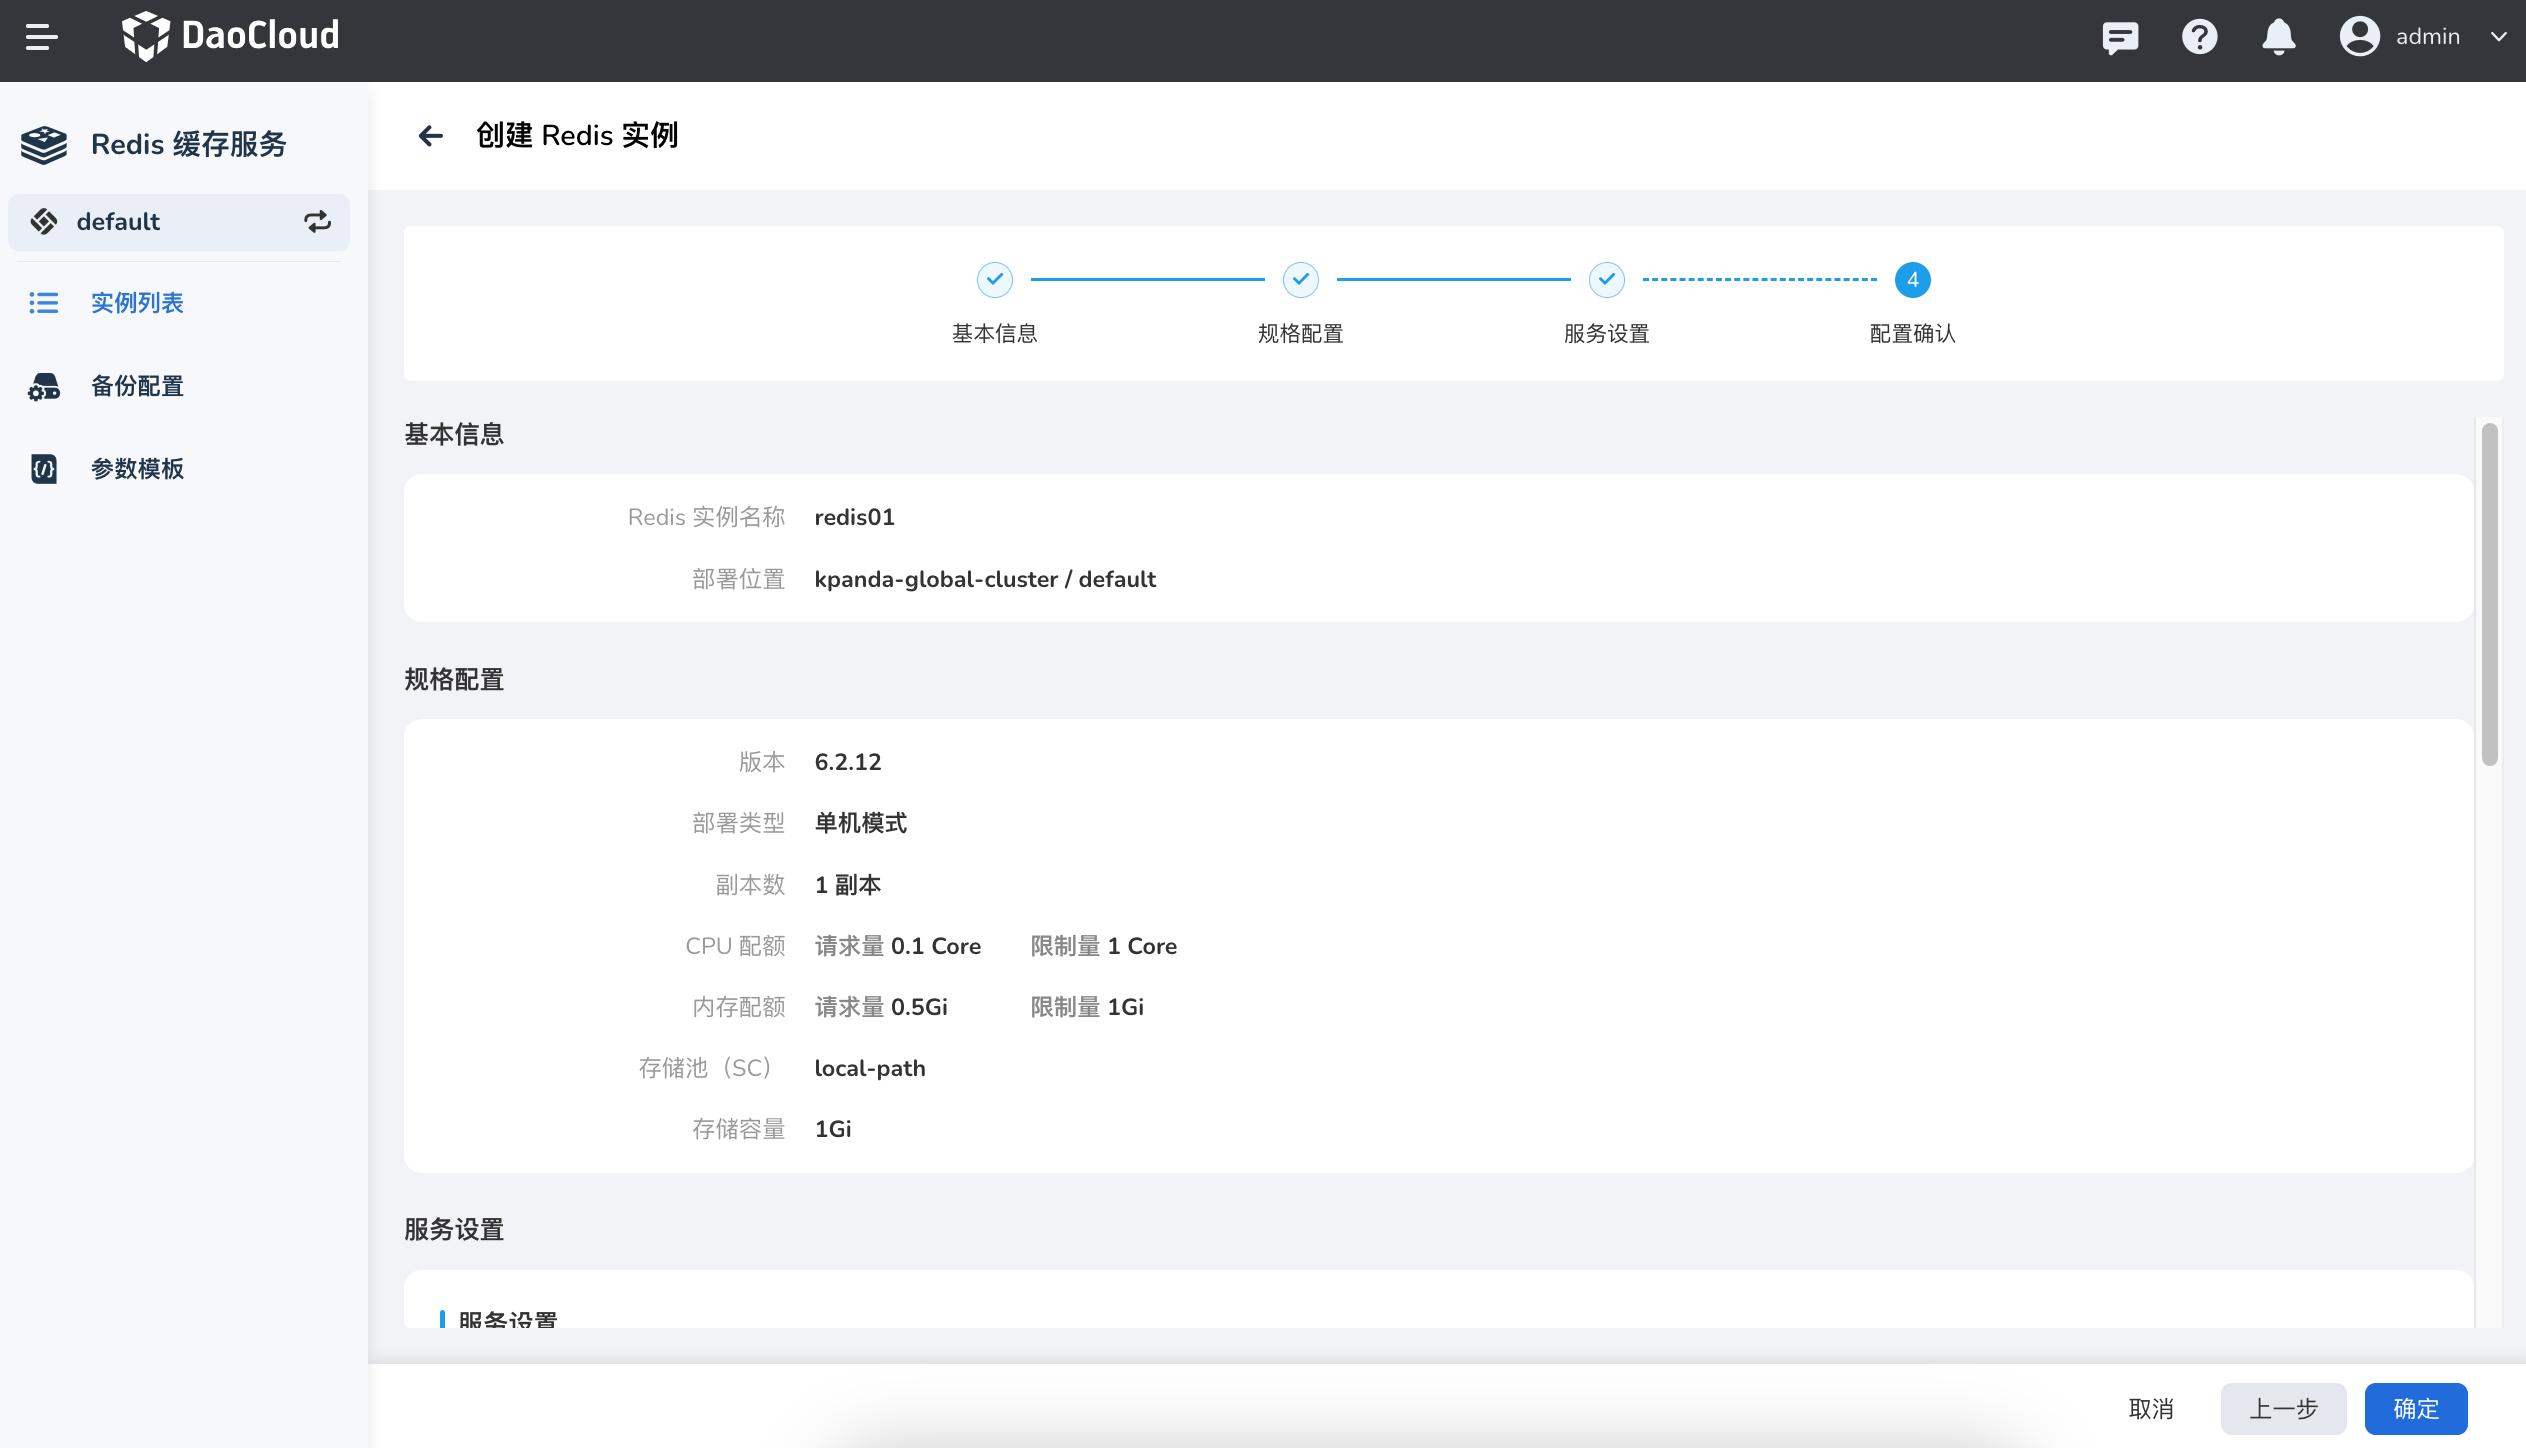 DaoCloud
admin
Redis 缓存服务
default
实例列表
备份配置
参数模板
创建 Redis 实例
4
基本信息
规格配置
服务设置
配置确认
基本信息
Redis 实例名称 redis01
部署位置 kpanda-global-cluster / default
规格配置
版本 6.2.12
部署类型 单机模式
副本数 1 副本
CPU 配额 请求量 0.1 Core 限制量 1 Core
内存配额 请求量 0.5Gi 限制量 1Gi
存储池（SC） local-path
存储容量 1Gi
服务设置
服务设置
取消
上一步
确定